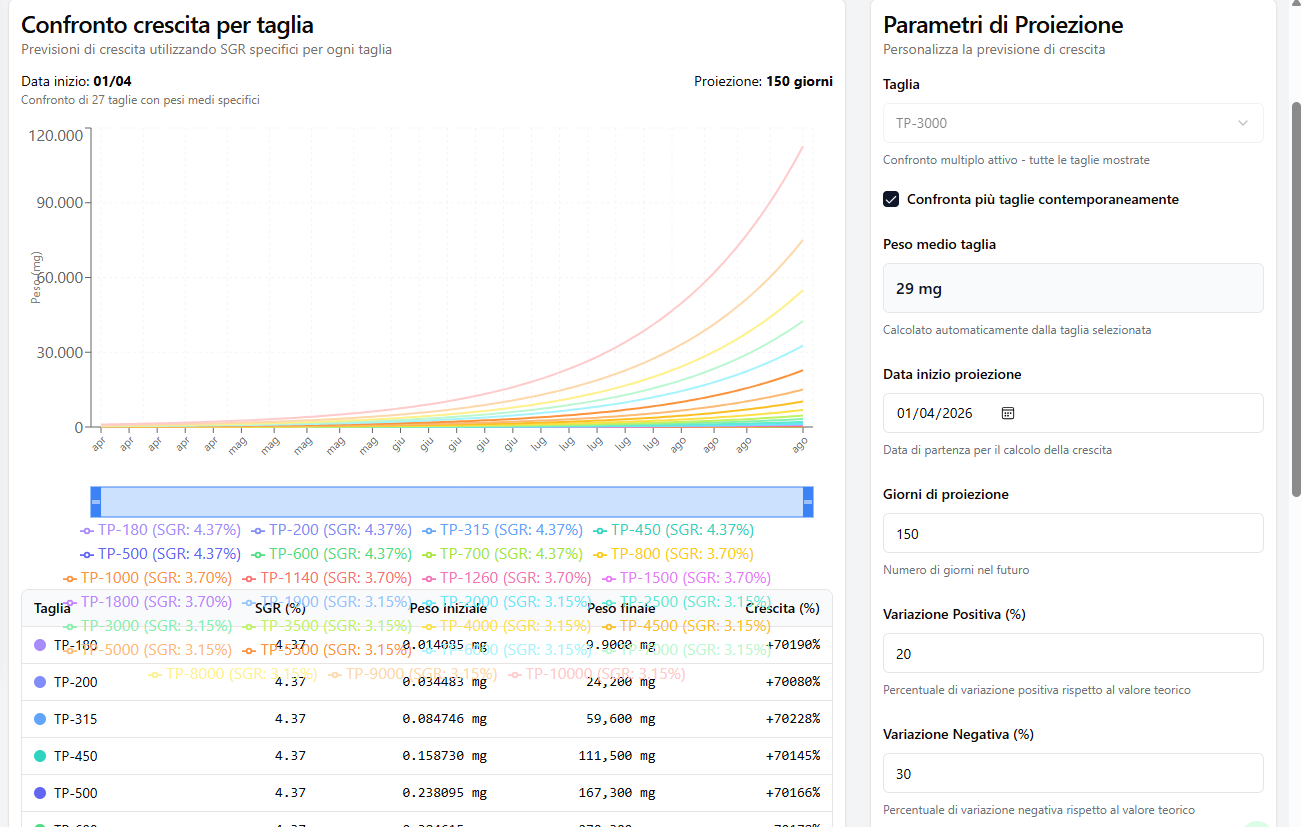 Confronto crescita per taglia
Previsioni di crescita utilizzando SGR specifici per ogni taglia
Data inizio: 01/04
Proiezione: 150 giorni
Confronto di 27 taglie con pesi medi specifici
120.000
90.000
60.000
30.000
0
Peso (mg)
apr apr apr apr apr mag mag mag mag mag giu giu giu giu giu lug lug lug lug lug ago ago ago ago
TP-180 (SGR: 4.37%) TP-200 (SGR: 4.37%) TP-315 (SGR: 4.37%) TP-450 (SGR: 4.37%)
TP-500 (SGR: 4.37%) TP-600 (SGR: 4.37%) TP-700 (SGR: 4.37%) TP-800 (SGR: 3.70%)
TP-1000 (SGR: 3.70%) TP-1140 (SGR: 3.70%) TP-1260 (SGR: 3.70%) TP-1500 (SGR: 3.70%)
TP-1800 (SGR: 3.70%) TP-1900 (SGR: 3.15%) TP-2000 (SGR: 3.15%) TP-2500 (SGR: 3.15%)
TP-3000 (SGR: 3.15%) TP-3500 (SGR: 3.15%) TP-4000 (SGR: 3.15%) TP-4500 (SGR: 3.15%)
TP-5000 (SGR: 3.15%) TP-5500 (SGR: 3.15%) TP-6000 (SGR: 3.15%) (SGR: 3.15%)
TP-8000 (SGR: 3.15%) TP-9000 (SGR: 3.15%) TP-10000 (SGR: 3.15%)
Taglia SGR (%) Peso iniziale Peso finale Crescita (%)
TP-180 4.37 0.014085 mg 9.9000 mg +70190%
TP-200 4.37 0.034483 mg 24,200 mg +70080%
TP-315 4.37 0.084746 mg 59,600 mg +70228%
TP-450 4.37 0.158730 mg 111,500 mg +70145%
TP-500 4.37 0.238095 mg 167,300 mg +70166%
Parametri di Proiezione
Personalizza la previsione di crescita
Taglia
TP-3000
Confronto multiplo attivo - tutte le taglie mostrate
Confronta più taglie contemporaneamente
Peso medio taglia
29 mg
Calcolato automaticamente dalla taglia selezionata
Data inizio proiezione
01/04/2026
Data di partenza per il calcolo della crescita
Giorni di proiezione
150
Numero di giorni nel futuro
Variazione Positiva (%)
20
Percentuale di variazione positiva rispetto al valore teorico
Variazione Negativa (%)
30
Percentuale di variazione negativa rispetto al valore teorico